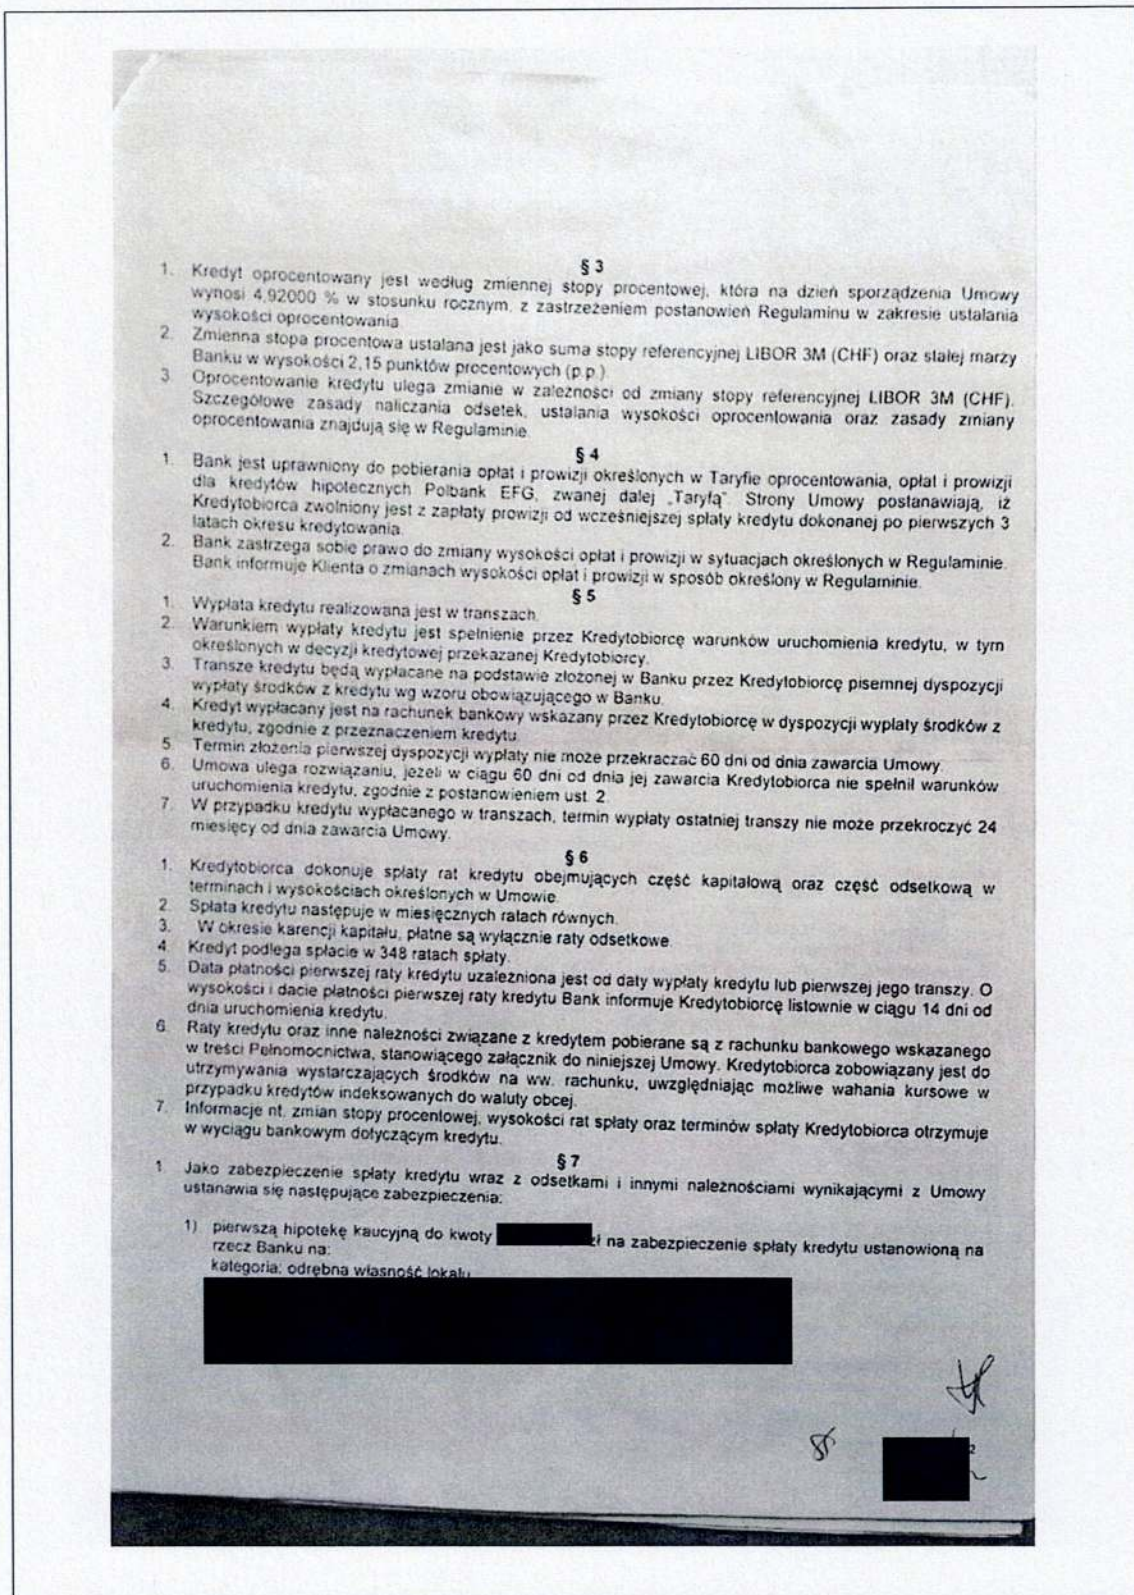 § 3
1. Kredyt oprocentowany jest według zmiennej stopy procentowej, która na dzień sporządzenia Umowy
wynosi 4,92000 % w stosunku rocznym, z zastrzeżeniem postanowień Regulaminu w zakresie ustalania
wysokości oprocentowania.
2. Zmienna stopa procentowa ustalana jest jako suma stopy referencyjnej LIBOR 3M (CHF) oraz stałej marży
Banku w wysokości 2,15 punktów procentowych (p.p.).
3. Oprocentowanie kredytu ulega zmianie w zależności od zmiany stopy referencyjnej LIBOR 3M (CHF).
Szczegółowe zasady naliczania odsetek, ustalania wysokości oprocentowania oraz zasady zmiany
oprocentowania znajdują się w Regulaminie.
§ 4
1. Bank jest uprawniony do pobierania opłat i prowizji określonych w Taryfie oprocentowania, opłat i prowizji
dla kredytów hipotecznych Polbank EFG, zwanej dalej „Taryfą”. Strony Umowy postanawiają, iż
Kredytobiorca zwolniony jest z zapłaty prowizji od wcześniejszej spłaty kredytu dokonanej po pierwszych 3
latach okresu kredytowania.
2. Bank zastrzega sobie prawo do zmiany wysokości opłat i prowizji w sytuacjach określonych w Regulaminie.
Bank informuje Klienta o zmianach wysokości opłat i prowizji w sposób określony w Regulaminie.
§ 5
1. Wypłata kredytu realizowana jest w transzach.
2. Warunkiem wypłaty kredytu jest spełnienie przez Kredytobiorcę warunków uruchomienia kredytu, w tym
określonych w decyzji kredytowej przekazanej Kredytobiorcy.
3. Transze kredytu będą wypłacane na podstawie złożonej w Banku przez Kredytobiorcę pisemnej dyspozycji
wypłaty środków z kredytu wg wzoru obowiązującego w Banku.
4. Kredyt wypłacany jest na rachunek bankowy wskazany przez Kredytobiorcę w dyspozycji wypłaty środków z
kredytu, zgodnie z przeznaczeniem kredytu.
5. Termin złożenia pierwszej dyspozycji wypłaty nie może przekraczać 60 dni od dnia zawarcia Umowy.
6. Umowa ulega rozwiązaniu, jeżeli w ciągu 60 dni od dnia jej zawarcia Kredytobiorca nie spełnił warunków
uruchomienia kredytu, zgodnie z postanowieniem ust. 2.
7. W przypadku kredytu wypłacanego w transzach, termin wypłaty ostatniej transzy nie może przekroczyć 24
miesięcy od dnia zawarcia Umowy.
§ 6
1. Kredytobiorca dokonuje spłaty rat kredytu obejmujących część kapitałową oraz część odsetkową w
terminach i wysokościach określonych w Umowie.
2. Spłata kredytu następuje w miesięcznych ratach równych.
3. W okresie karencji kapitału, płatne są wyłącznie raty odsetkowe.
4. Kredyt podlega spłacie w 348 ratach spłaty.
5. Data płatności pierwszej raty kredytu uzależniona jest od daty wypłaty kredytu lub pierwszej jego transzy. O
wysokości i dacie płatności pierwszej raty kredytu Bank informuje Kredytobiorcę listownie w ciągu 14 dni od
dnia uruchomienia kredytu.
6. Raty kredytu oraz inne należności związane z kredytem pobierane są z rachunku bankowego wskazanego
w treści Pełnomocnictwa, stanowiącego załącznik do niniejszej Umowy. Kredytobiorca zobowiązany jest do
utrzymywania wystarczających środków na ww. rachunku, uwzględniając możliwe wahania kursowe w
przypadku kredytów indeksowanych do waluty obcej.
7. Informacje nt. zmian stopy procentowej, wysokości rat spłaty oraz terminów spłaty Kredytobiorca otrzymuje
w wyciągu bankowym dotyczącym kredytu.
§ 7
1. Jako zabezpieczenie spłaty kredytu wraz z odsetkami i innymi należnościami wynikającymi z Umowy
ustanawia się następujące zabezpieczenia:
1) pierwszą hipotekę kaucyjną do kwoty zł na zabezpieczenie spłaty kredytu ustanowioną na
rzecz Banku na:
kategoria: odrębna własność lokalu
2